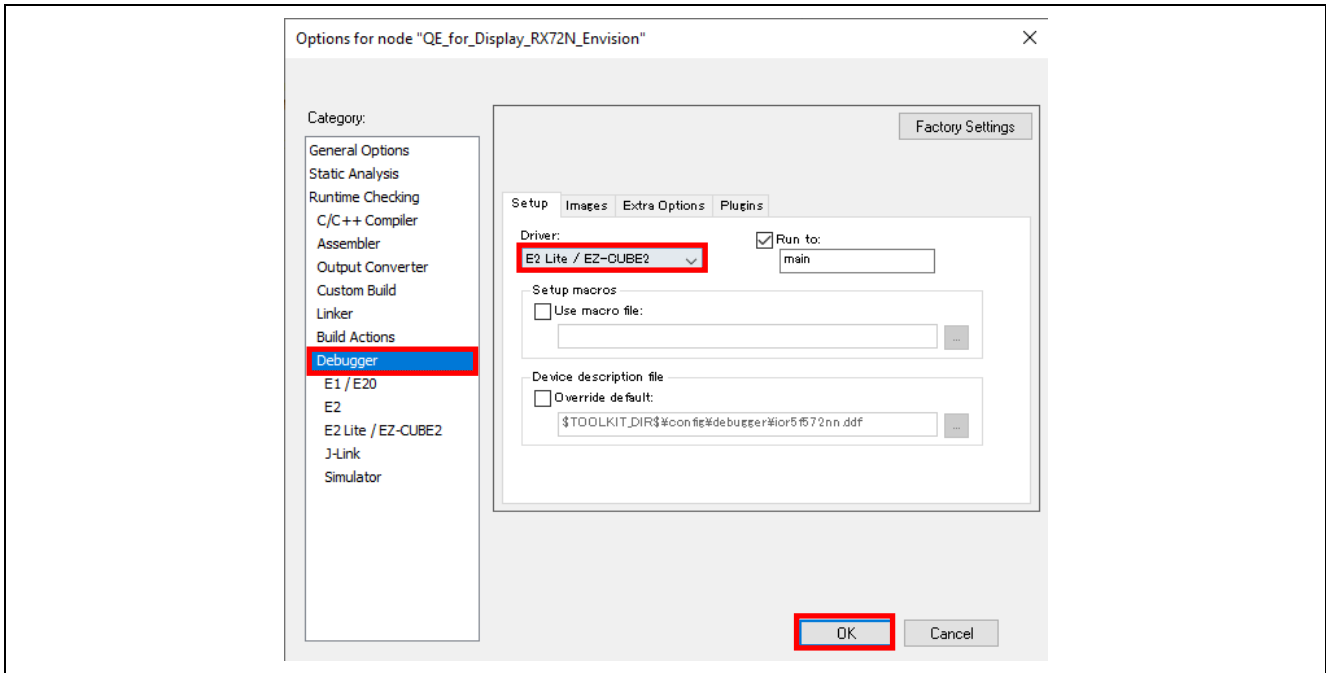 Options for node "QE_for_Display_RX72N_Envision"
Category:
General Options
Static Analysis
Runtime Checking
C/C++ Compiler
Assembler
Output Converter
Custom Build
Linker
Build Actions
Debugger
E1 / E20
E2
E2 Lite / EZ-CUBE2
J-Link
Simulator
Factory Settings
Setup Images Extra Options Plugins
Driver:
E2 Lite / EZ-CUBE2
Run to:
main
Setup macros
Use macro file:
...
Device description file
Override default:
$TOOLKIT_DIR$¥config¥debugger¥ior5f572nn.ddf
...
OK Cancel